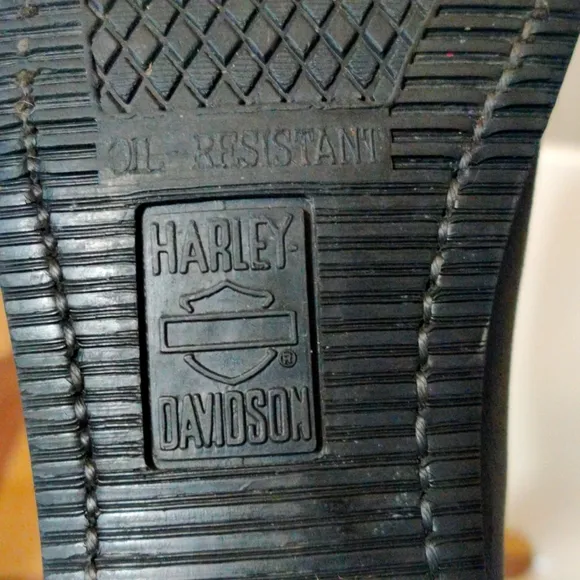 OIL-RESISTANT
HARLEY-
®
DAVIDSON